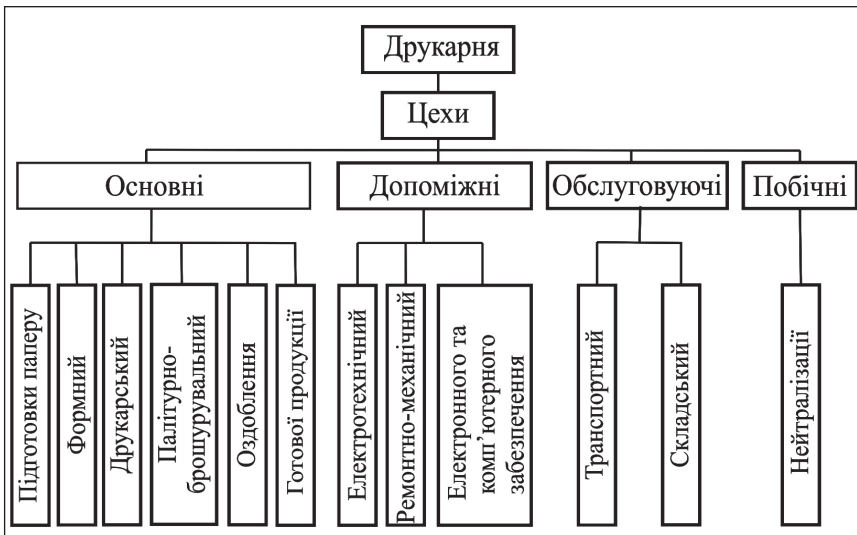 Друкарня
Цехи
Основні
Допоміжні
Обслуговуючі
Побічні
Підготовки паперу
Формний
Друкарський
Палітурно-
брошурувальний
Оздоблення
Готової продукції
Електротехнічний
Ремонтно-механічний
Електронного та
комп’ютерного
забезпечення
Транспортний
Складський
Нейтралізації